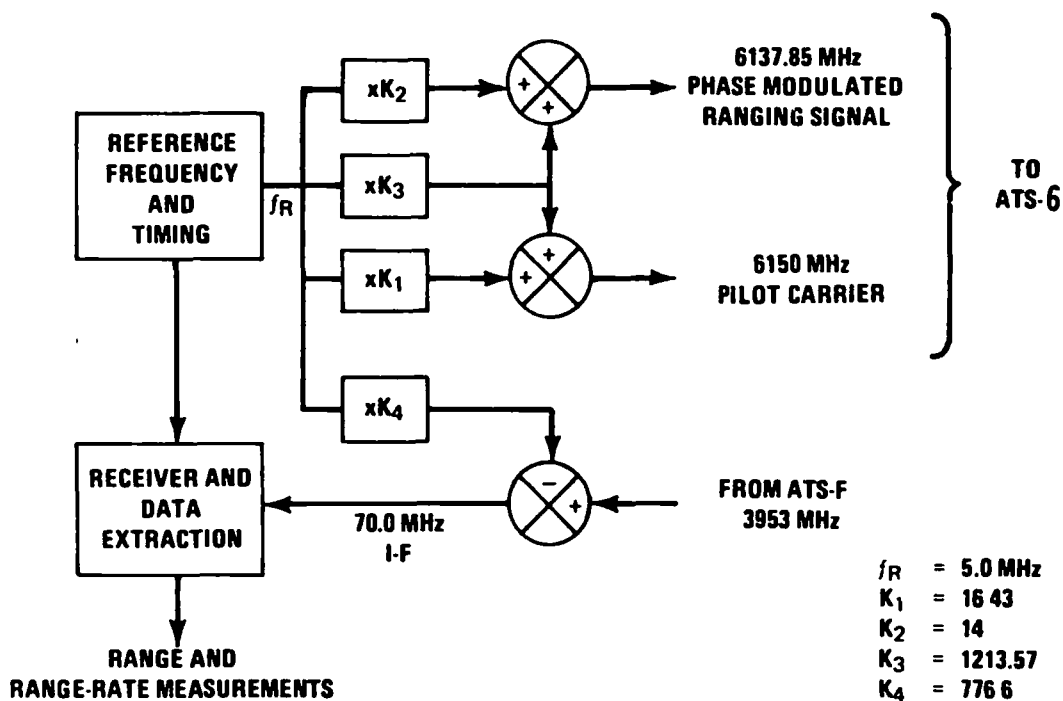 REFERENCE
FREQUENCY
AND
TIMING
fR
xK2
xK3
xK1
xK4
+
+
+
+
−
+
6137.85 MHz
PHASE MODULATED
RANGING SIGNAL
6150 MHz
PILOT CARRIER
TO
ATS-6
RECEIVER AND
DATA
EXTRACTION
70.0 MHz
I-F
FROM ATS-F
3953 MHz
RANGE AND
RANGE-RATE MEASUREMENTS
fR = 5.0 MHz
K1 = 16 43
K2 = 14
K3 = 1213.57
K4 = 776 6